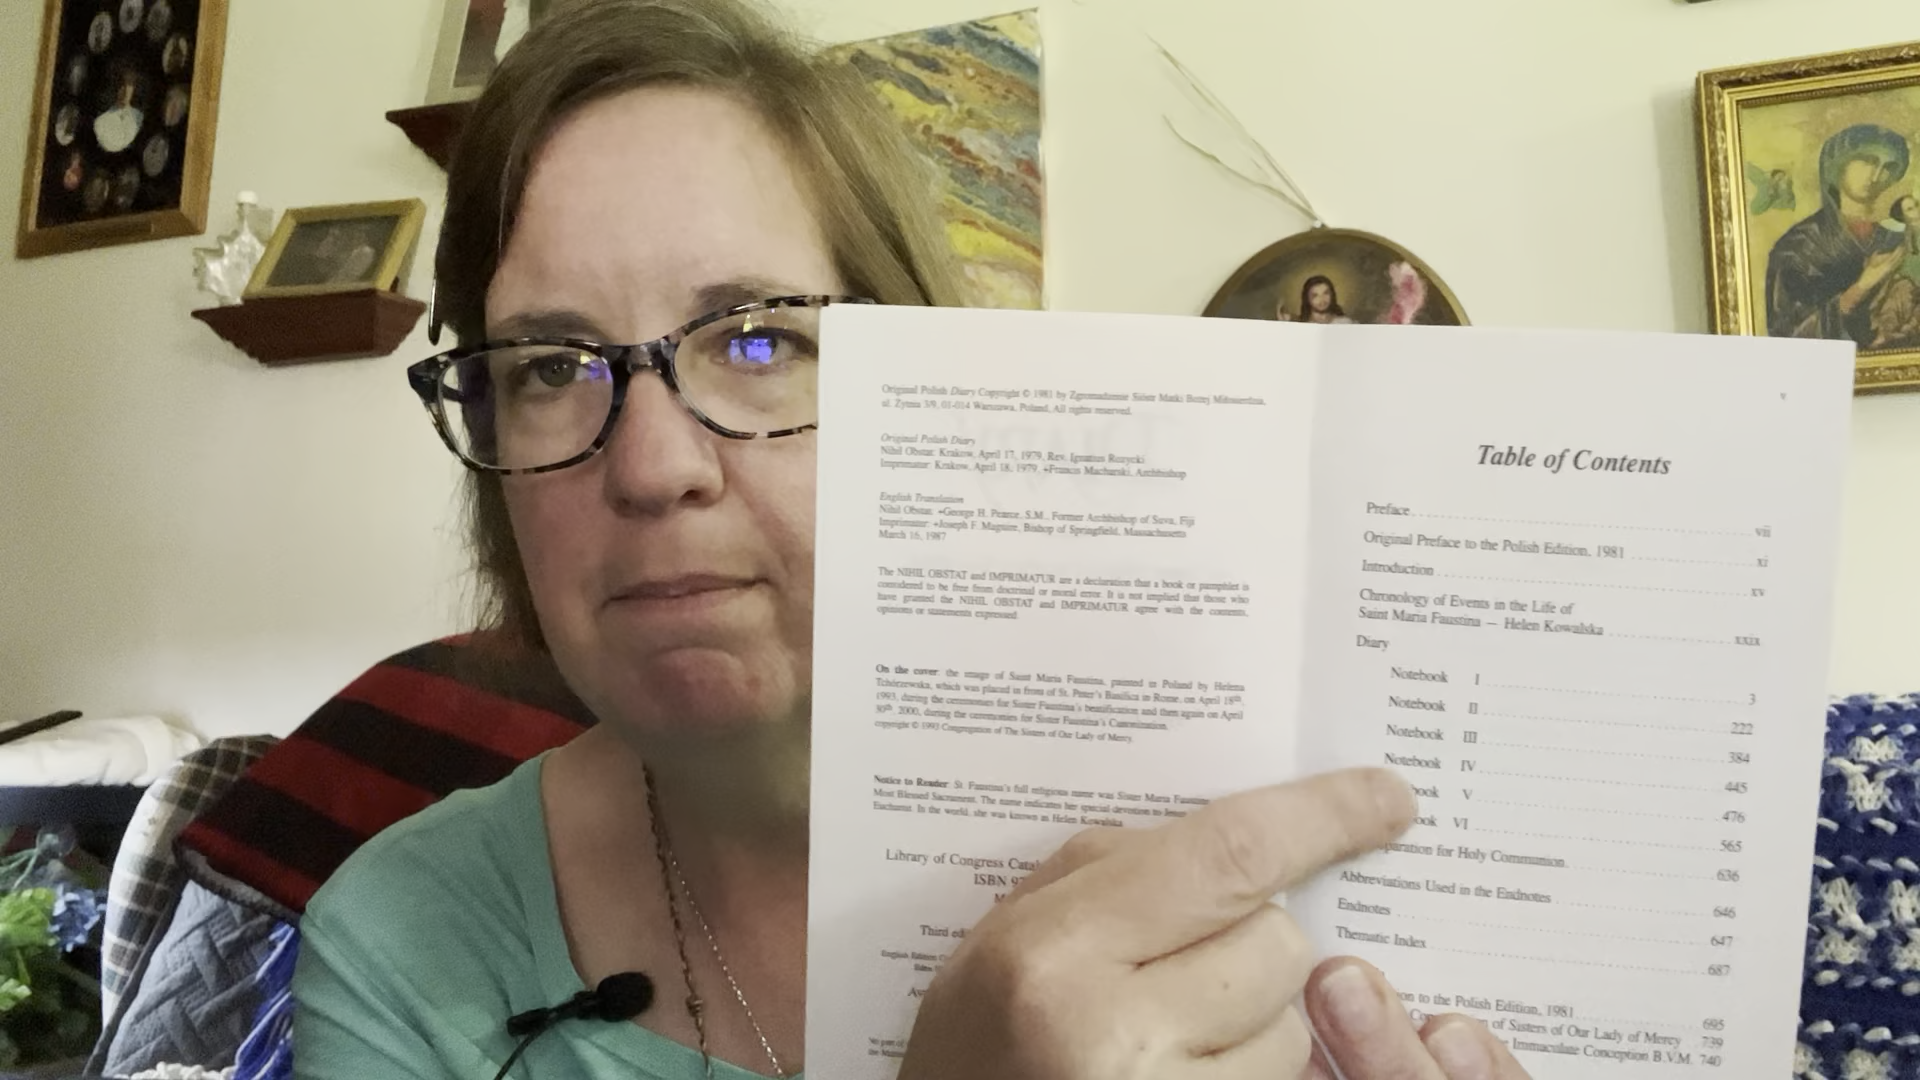 Original Polish Diary Copyright © 1981 by Zgromadzenie Sióstr Matki Bożej Miłosierdzia,
ul. Żytnia 3/9, 01-014 Warszawa, Poland, All rights reserved.
Original Polish Diary
Nihil Obstat: Krakow, April 17, 1979, Rev. Ignatius Rozycki
Imprimatur: Krakow, April 18, 1979, +Francis Macharski, Archbishop
English Translation
Nihil Obstat: +George H. Pearce, S.M., Former Archbishop of Suva, Fiji
Imprimatur: +Joseph F. Maguire, Bishop of Springfield, Massachusetts
March 16, 1987
The NIHIL OBSTAT and IMPRIMATUR are a declaration that a book or pamphlet is
considered to be free from doctrinal or moral error. It is not implied that those who
have granted the NIHIL OBSTAT and IMPRIMATUR agree with the contents,
opinions or statements expressed.
On the cover: the image of Saint Maria Faustina, painted in Poland by Helena
Tchórzewska, which was placed in front of St. Peter's Basilica in Rome, on April 18th,
1993, during the ceremonies for Sister Faustina's beatification and then again on April
30th, 2000, during the ceremonies for Sister Faustina's Canonization.
copyright © 1993 Congregation of The Sisters of Our Lady of Mercy.
Notice to Reader: St. Faustina's full religious name was Sister Maria Faustina
Most Blessed Sacrament. The name indicates her special devotion to Jesus
Eucharist. In the world, she was known as Helen Kowalska.
Library of Congress
ISBN
Third
English Edition
No part of
v
Table of Contents
Preface vii
Original Preface to the Polish Edition, 1981 xi
Introduction xv
Chronology of Events in the Life of
Saint Maria Faustina — Helen Kowalska xxix
Diary
Notebook I 3
Notebook II 222
Notebook III 384
Notebook IV 445
book V 476
ook VI 565
paration for Holy Communion 636
Abbreviations Used in the Endnotes 646
Endnotes 647
Thematic Index 687
on to the Polish Edition, 1981 695
of Sisters of Our Lady of Mercy 739
Immaculate Conception B.V.M. 740